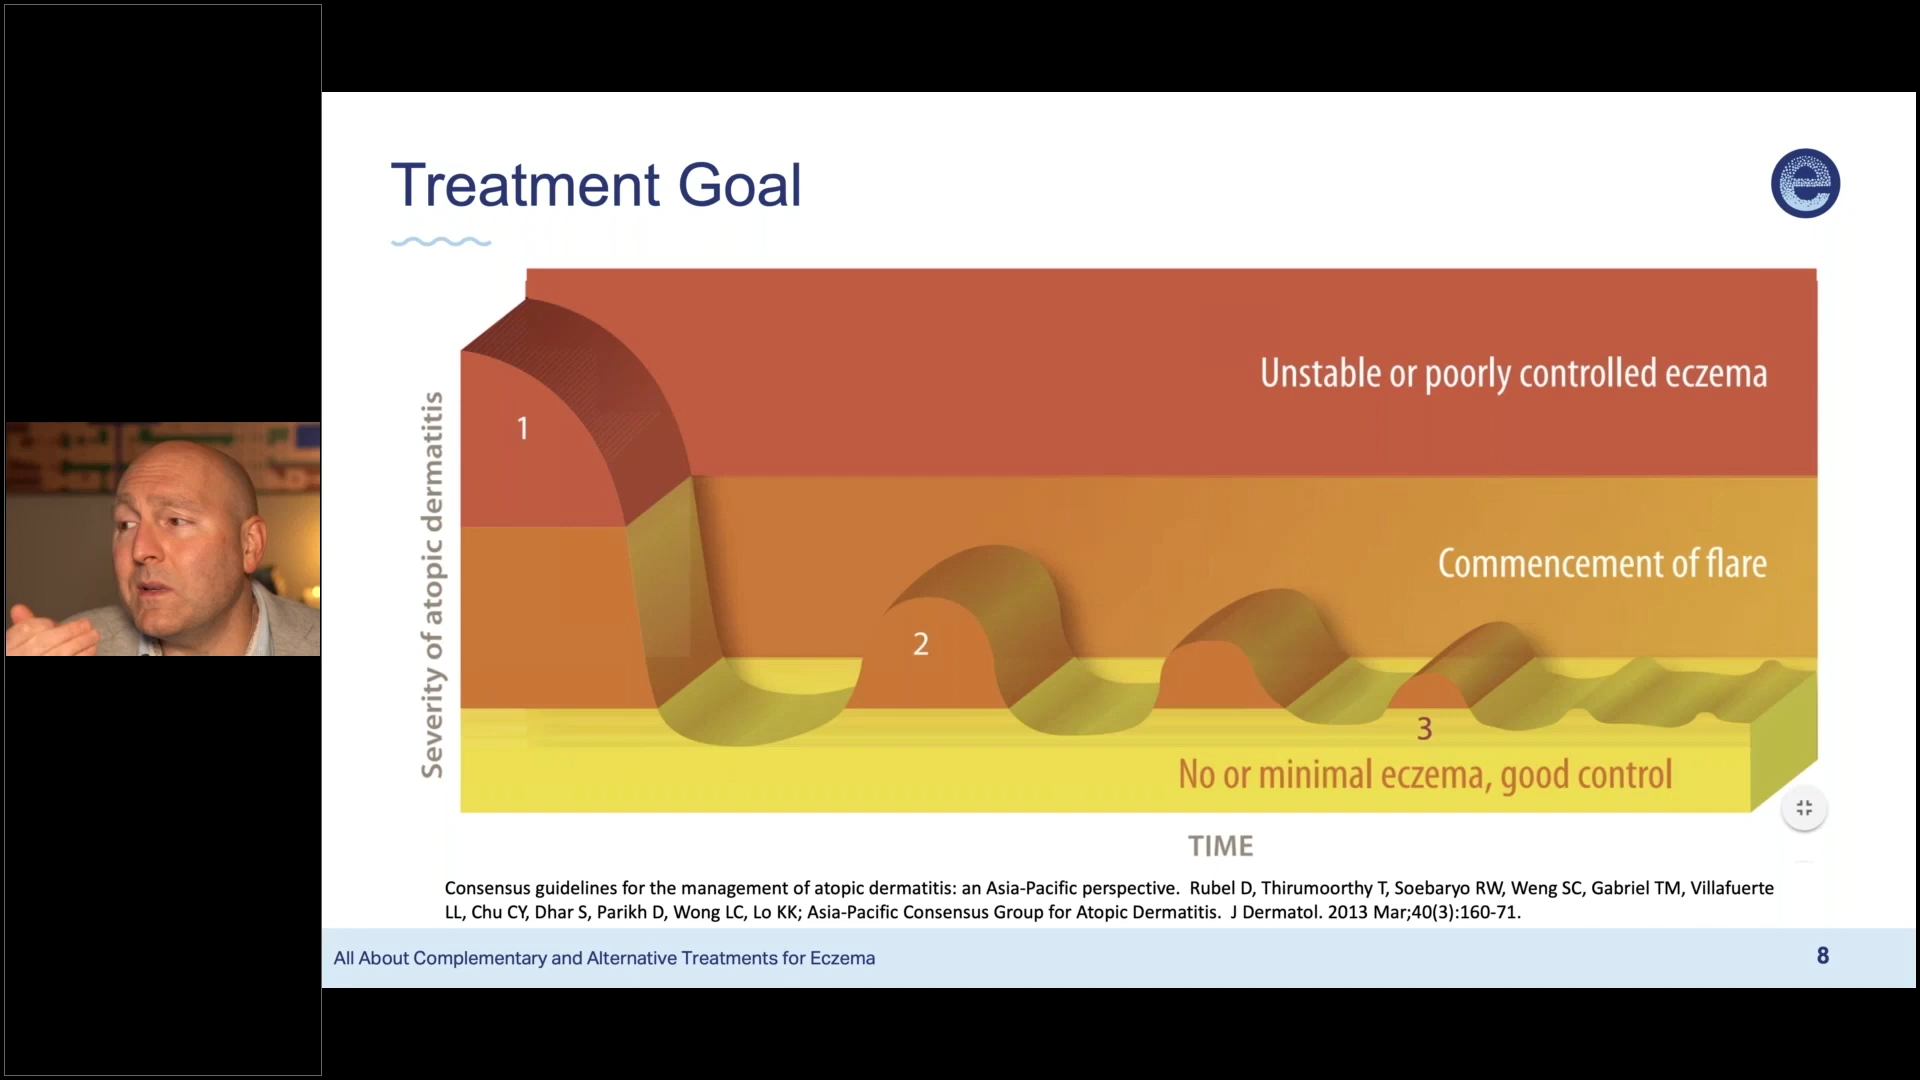 Treatment Goal
e
Severity of atopic dermatitis
1
Unstable or poorly controlled eczema
Commencement of flare
2
3
No or minimal eczema, good control
TIME
Consensus guidelines for the management of atopic dermatitis: an Asia-Pacific perspective. Rubel D, Thirumoorthy T, Soebaryo RW, Weng SC, Gabriel TM, Villafuerte
LL, Chu CY, Dhar S, Parikh D, Wong LC, Lo KK; Asia-Pacific Consensus Group for Atopic Dermatitis. J Dermatol. 2013 Mar;40(3):160-71.
All About Complementary and Alternative Treatments for Eczema
8